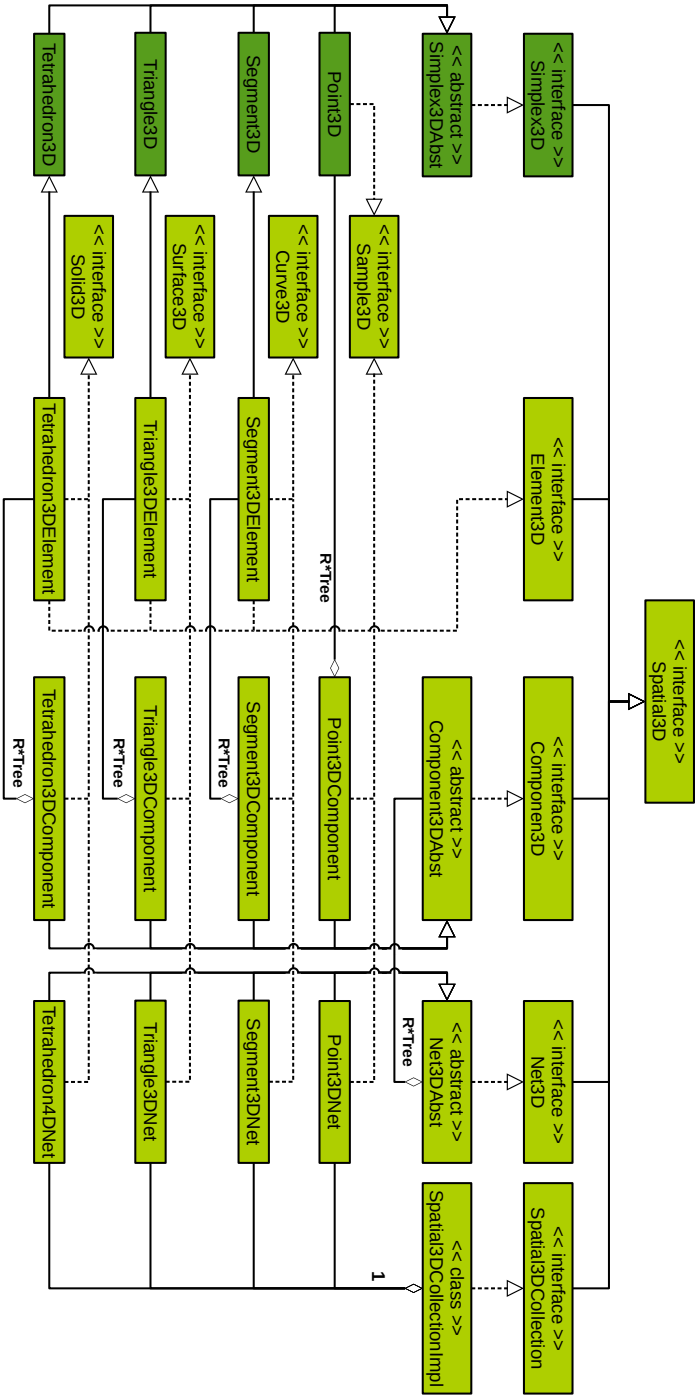 << interface >>
Spatial3D
<< interface >>
Simplex3D
<< interface >>
Element3D
<< interface >>
Componen3D
<< interface >>
Net3D
<< interface >>
Spatial3DCollection
<< abstract >>
Simplex3DAbst
<< abstract >>
Component3DAbst
<< abstract >>
Net3DAbst
<< class >>
Spatial3DCollectionImpl
R*Tree
1
<< interface >>
Sample3D
Point3D
R*Tree
Point3DComponent
Point3DNet
<< interface >>
Curve3D
Segment3D
Segment3DElement
Segment3DComponent
Segment3DNet
R*Tree
<< interface >>
Surface3D
Triangle3D
Triangle3DElement
Triangle3DComponent
Triangle3DNet
R*Tree
<< interface >>
Solid3D
Tetrahedron3D
Tetrahedron3DElement
Tetrahedron3DComponent
Tetrahedron4DNet
R*Tree